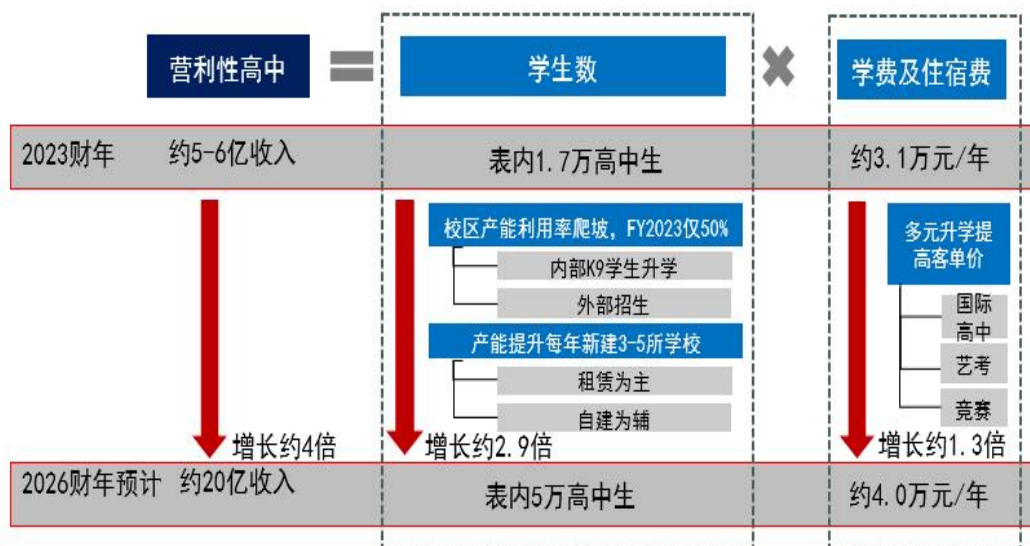 营利性高中
学生数
学费及住宿费
2023财年
约5-6亿收入
表内1.7万高中生
约3.1万元/年
校区产能利用率爬坡，FY2023仅50%
内部K9学生升学
外部招生
产能提升每年新建3-5所学校
租赁为主
自建为辅
多元升学提
高客单价
国际
高中
艺考
竞赛
增长约4倍
增长约2.9倍
增长约1.3倍
2026财年预计
约20亿收入
表内5万高中生
约4.0万元/年